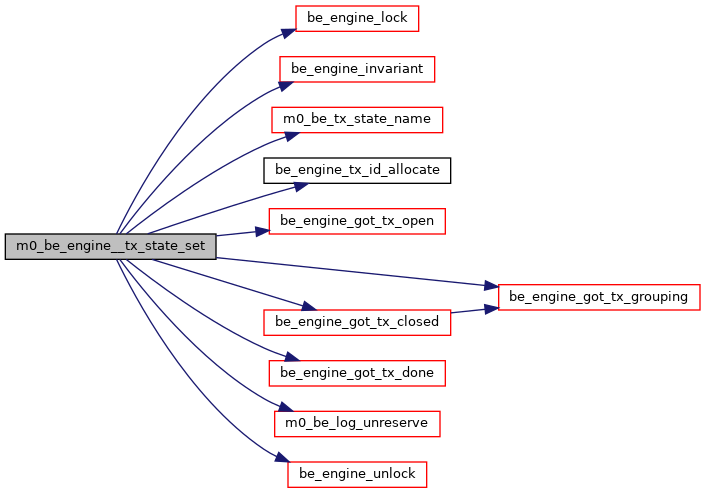 be_engine_lock
be_engine_invariant
m0_be_tx_state_name
be_engine_tx_id_allocate
be_engine_got_tx_open
m0_be_engine__tx_state_set
be_engine_got_tx_grouping
be_engine_got_tx_closed
be_engine_got_tx_done
m0_be_log_unreserve
be_engine_unlock